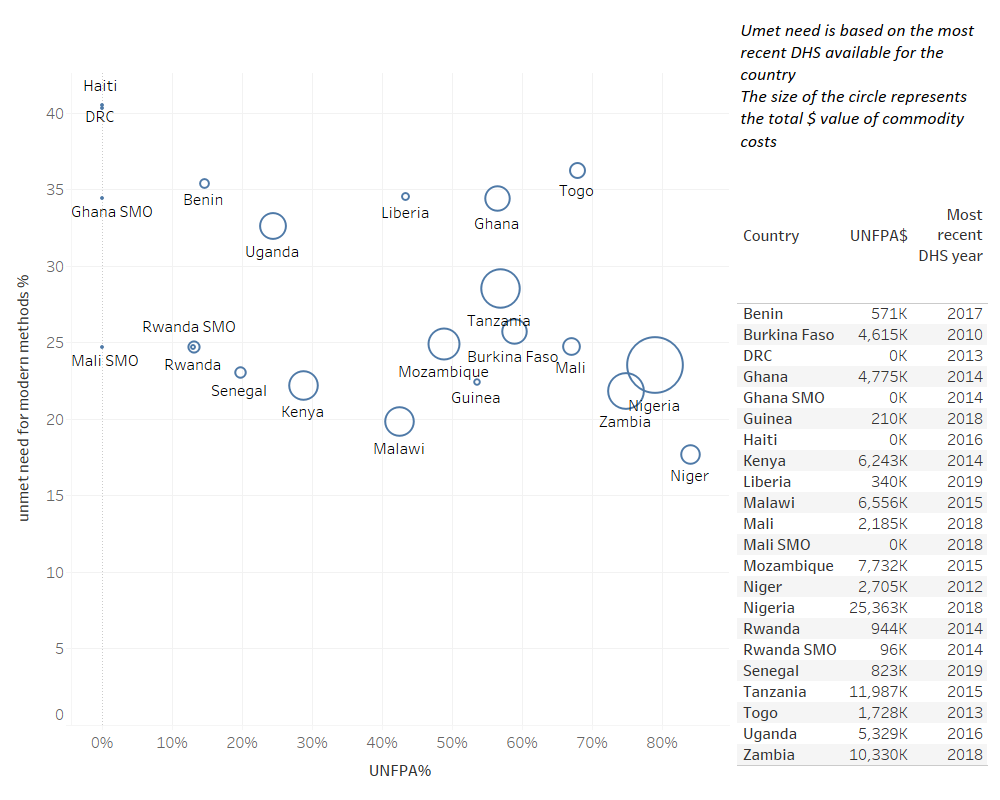 Umet need is based on the most
recent DHS available for the
country
The size of the circle represents
the total $ value of commodity
costs
unmet need for modern methods %
40
35
30
25
20
15
10
5
0
Haiti
DRC
Ghana SMO
Benin
Uganda
Liberia
Ghana
Togo
Tanzania
Rwanda SMO
Rwanda
Mali SMO
Senegal
Kenya
Mozambique
Burkina Faso
Mali
Guinea
Nigeria
Zambia
Malawi
Niger
0% 10% 20% 30% 40% 50% 60% 70% 80%
UNFPA%
Country UNFPA$ Most recent DHS year
Benin 571K 2017
Burkina Faso 4,615K 2010
DRC 0K 2013
Ghana 4,775K 2014
Ghana SMO 0K 2014
Guinea 210K 2018
Haiti 0K 2016
Kenya 6,243K 2014
Liberia 340K 2019
Malawi 6,556K 2015
Mali 2,185K 2018
Mali SMO 0K 2018
Mozambique 7,732K 2015
Niger 2,705K 2012
Nigeria 25,363K 2018
Rwanda 944K 2014
Rwanda SMO 96K 2014
Senegal 823K 2019
Tanzania 11,987K 2015
Togo 1,728K 2013
Uganda 5,329K 2016
Zambia 10,330K 2018